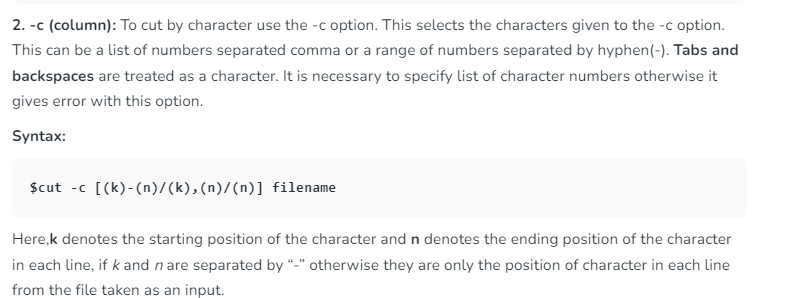 2. -c (column): To cut by character use the -c option. This selects the characters given to the -c option.
This can be a list of numbers separated comma or a range of numbers separated by hyphen(-). Tabs and
backspaces are treated as a character. It is necessary to specify list of character numbers otherwise it
gives error with this option.
Syntax:
$cut -c [(k)-(n)/(k),(n)/(n)] filename
Here,k denotes the starting position of the character and n denotes the ending position of the character
in each line, if k and n are separated by “-” otherwise they are only the position of character in each line
from the file taken as an input.